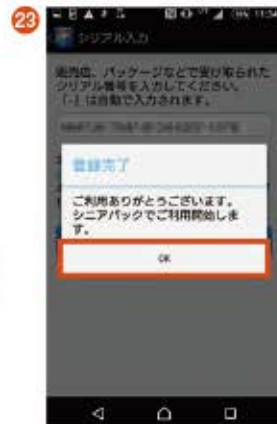 23
シリアル入力
販売店、パッケージなどで受け取られた
シリアル番号を入力してください。
「-」は自動で入力されます。
登録完了
ご利用ありがとうございます。
シニアパックでご利用開始しま
す。
OK